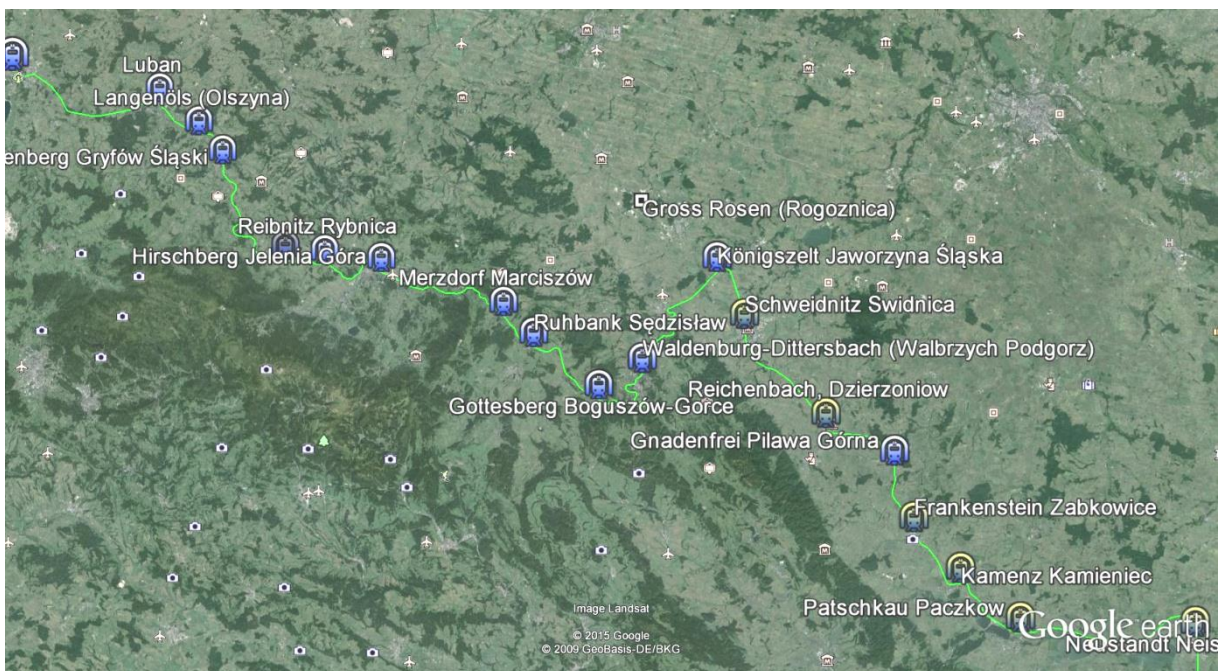 Luban
Langenöls (Olszyna)
enberg Gryfów Śląski
Gross Rosen (Rogoznica)
Reibnitz Rybnica
Hirschberg Jelenia Góra
Königszelt Jaworzyna Śląska
Merzdorf Marciszów
Schweidnitz Swidnica
Ruhbank Sędzisław
Waldenburg-Dittersbach (Walbrzych Podgorz)
Reichenbach, Dzierzoniow
Gottesberg Boguszów-Gorce
Gnadenfrei Pilawa Górna
Frankenstein Zabkowice
Kamenz Kamieniec
Patschkau Paczkow
Image Landsat
Google earth
© 2015 Google
Neustandt Neis
© 2009 GeoBasis-DE/BKG